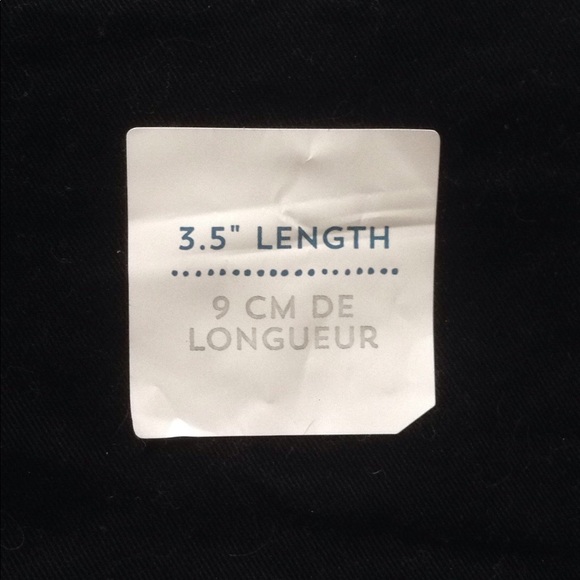 3.5" LENGTH
9 CM DE
LONGUEUR